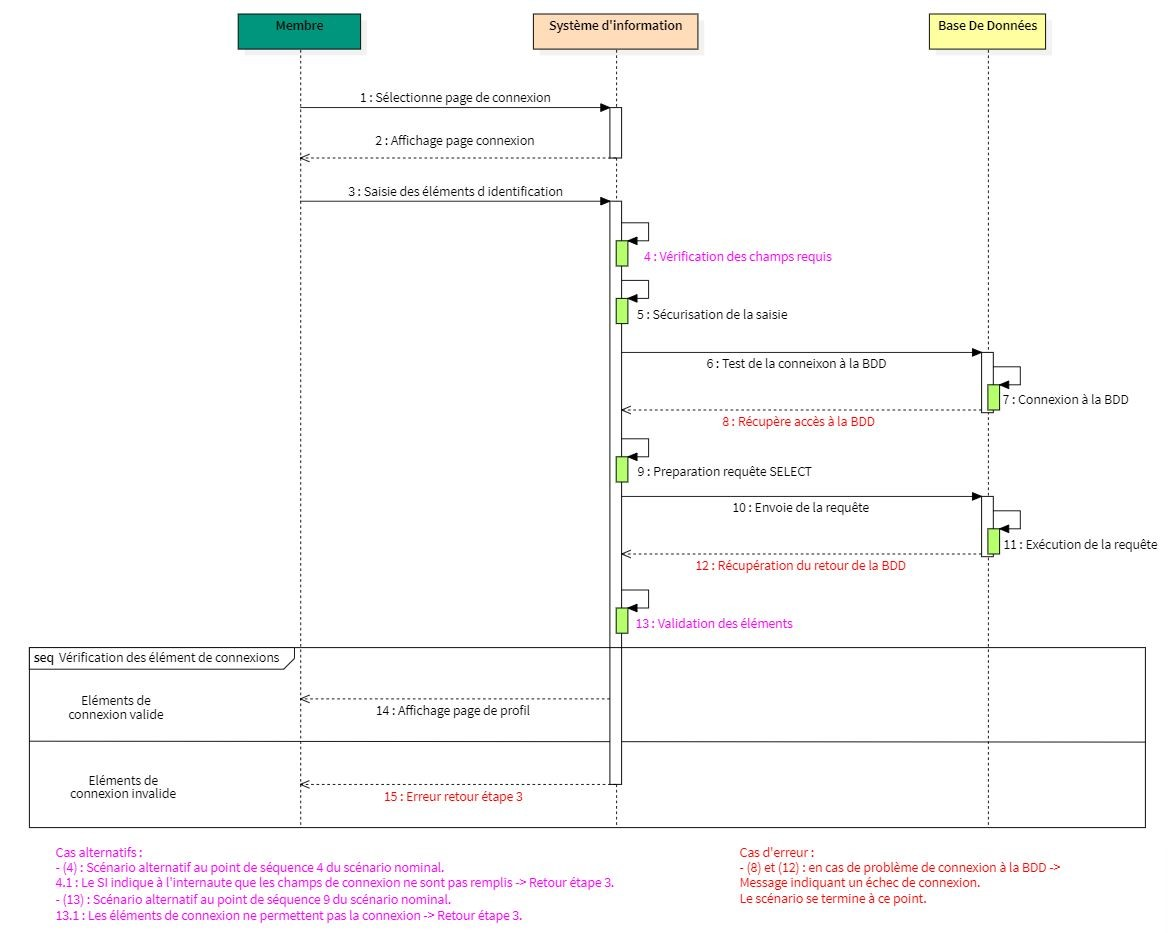 Membre
Système d'information
Base De Données
1 : Sélectionne page de connexion
2 : Affichage page connexion
3 : Saisie des éléments d identification
4 : Vérification des champs requis
5 : Sécurisation de la saisie
6 : Test de la conneixon à la BDD
7 : Connexion à la BDD
8 : Récupère accès à la BDD
9 : Preparation requête SELECT
10 : Envoie de la requête
11 : Exécution de la requête
12 : Récupération du retour de la BDD
13 : Validation des éléments
seq Vérification des élément de connexions
Eléments de
connexion valide
14 : Affichage page de profil
Eléments de
connexion invalide
15 : Erreur retour étape 3
Cas alternatifs :
- (4) : Scénario alternatif au point de séquence 4 du scénario nominal.
4.1 : Le SI indique à l'internaute que les champs de connexion ne sont pas remplis -> Retour étape 3.
- (13) : Scénario alternatif au point de séquence 9 du scénario nominal.
13.1 : Les éléments de connexion ne permettent pas la connexion -> Retour étape 3.
Cas d'erreur :
- (8) et (12) : en cas de problème de connexion à la BDD ->
Message indiquant un échec de connexion.
Le scénario se termine à ce point.